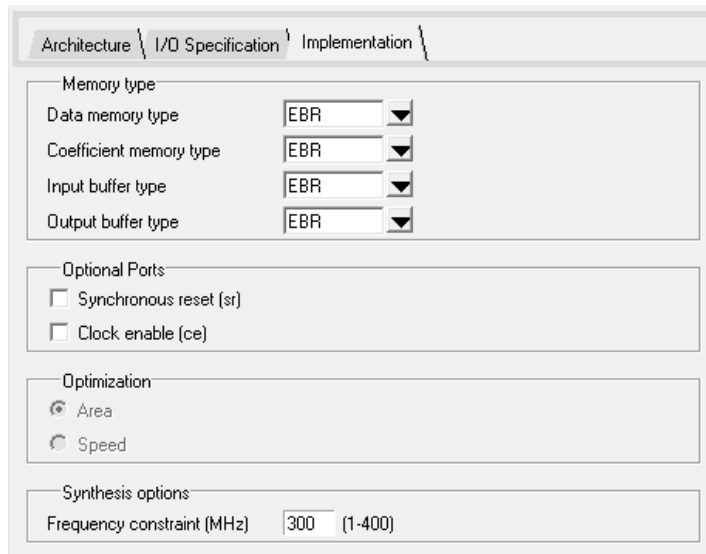 Architecture I/O Specification Implementation
Memory type
Data memory type EBR
Coefficient memory type EBR
Input buffer type EBR
Output buffer type EBR
Optional Ports
Synchronous reset (sr)
Clock enable (ce)
Optimization
Area
Speed
Synthesis options
Frequency constraint (MHz) 300 (1-400)